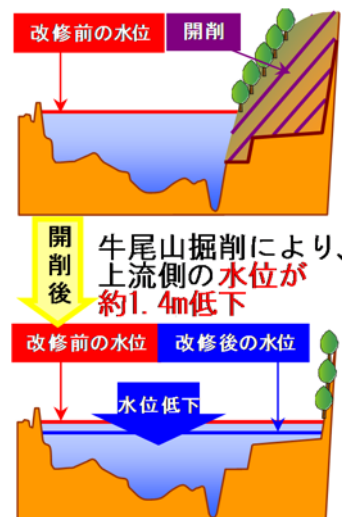 改修前の水位
開削
開削後
牛尾山掘削により、
上流側の水位が
約1.4m低下
改修前の水位
改修後の水位
水位低下